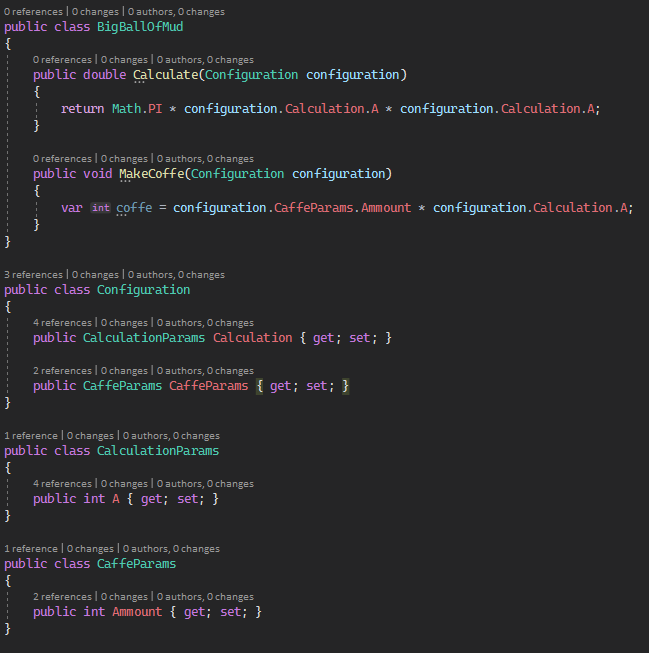 0 references | 0 changes | 0 authors, 0 changes
public class BigBallOfMud
{
0 references | 0 changes | 0 authors, 0 changes
public double Calculate(Configuration configuration)
{
return Math.PI * configuration.Calculation.A * configuration.Calculation.A;
}
0 references | 0 changes | 0 authors, 0 changes
public void MakeCoffe(Configuration configuration)
{
var int coffe = configuration.CaffeParams.Ammount * configuration.Calculation.A;
}
}
3 references | 0 changes | 0 authors, 0 changes
public class Configuration
{
4 references | 0 changes | 0 authors, 0 changes
public CalculationParams Calculation { get; set; }
2 references | 0 changes | 0 authors, 0 changes
public CaffeParams CaffeParams { get; set; }
}
1 reference | 0 changes | 0 authors, 0 changes
public class CalculationParams
{
4 references | 0 changes | 0 authors, 0 changes
public int A { get; set; }
}
1 reference | 0 changes | 0 authors, 0 changes
public class CaffeParams
{
2 references | 0 changes | 0 authors, 0 changes
public int Ammount { get; set; }
}